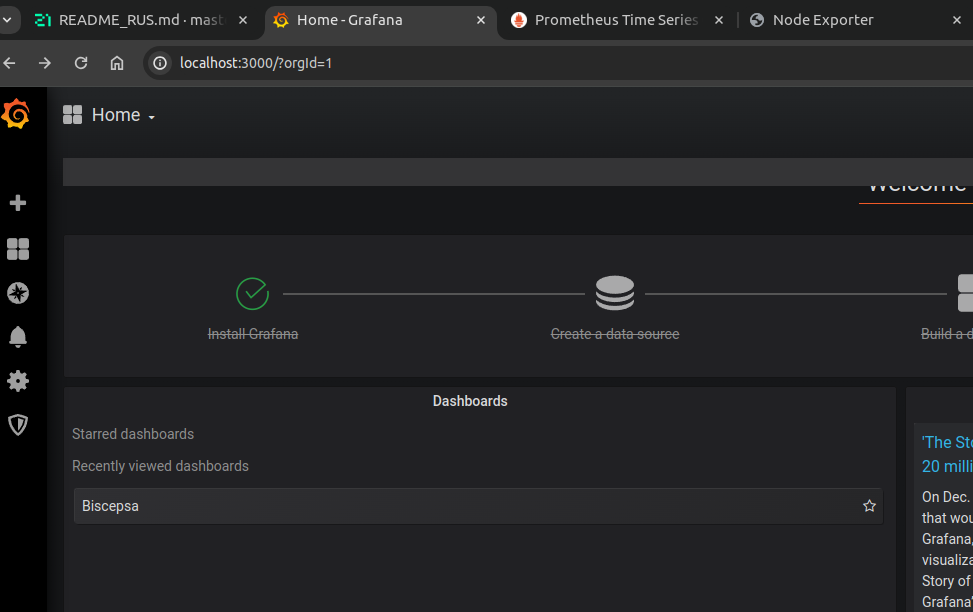 README_RUS.md · mast
Home - Grafana
Prometheus Time Series
Node Exporter
localhost:3000/?orgId=1
Home
Welcome
Install Grafana
Create a data source
Build a d
Dashboards
Starred dashboards
Recently viewed dashboards
Biscepsa
'The Sto
20 milli
On Dec.
that wou
Grafana,
visualiza
Story of
Grafana"